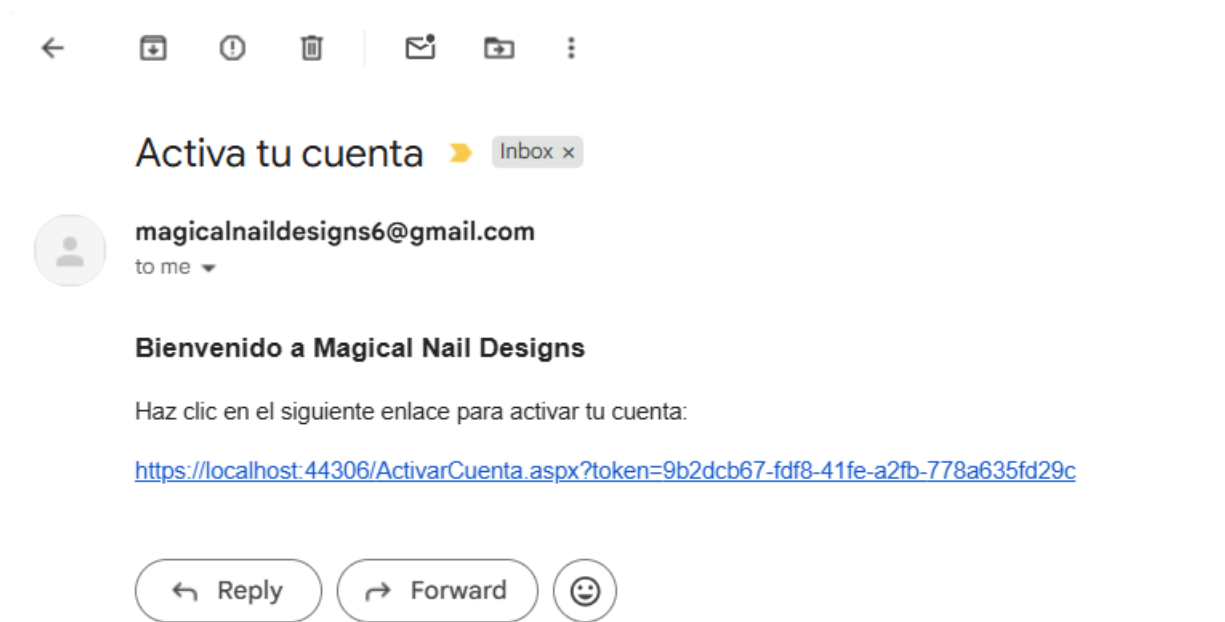 Activa tu cuenta Inbox ×
magicalnaildesigns6@gmail.com
to me
Bienvenido a Magical Nail Designs
Haz clic en el siguiente enlace para activar tu cuenta:
https://localhost:44306/ActivarCuenta.aspx?token=9b2dcb67-fdf8-41fe-a2fb-778a635fd29c
Reply Forward